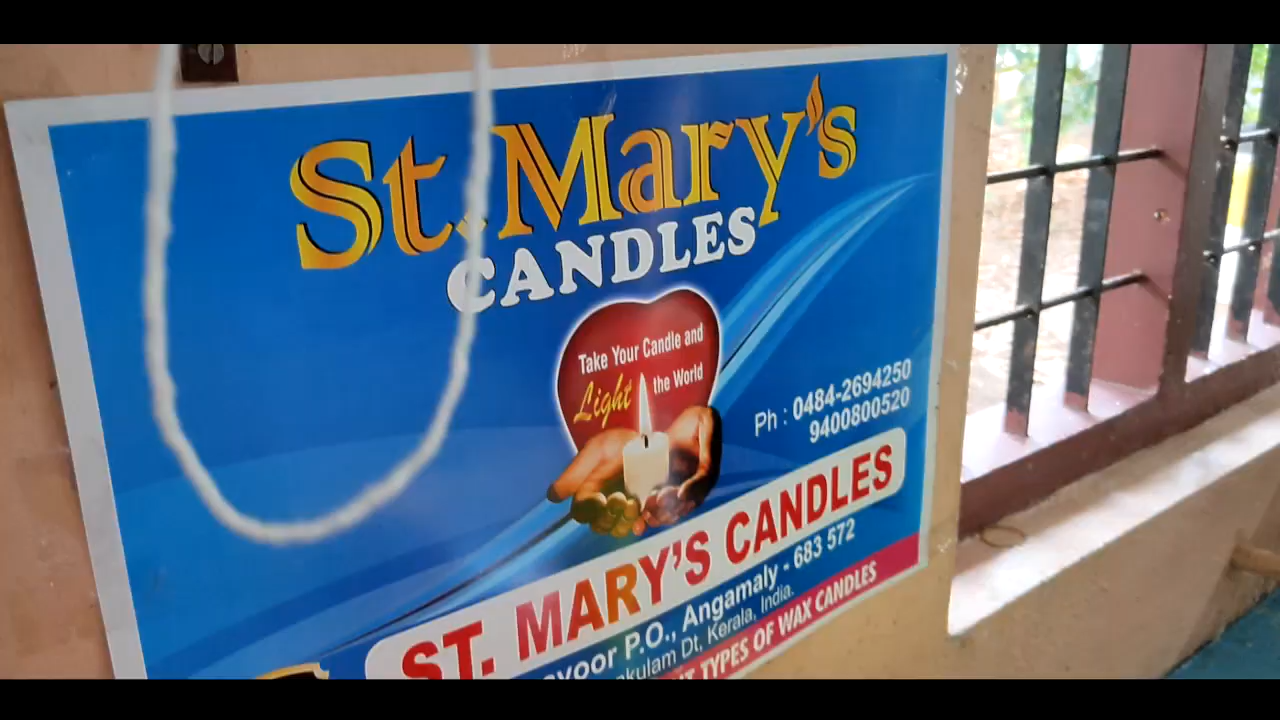 St. Mary's
CANDLES
Take Your Candle and
Light the World
Ph : 0484-2694250
9400800520
ST. MARY'S CANDLES
P.O., Angamaly - 683 572
Dt, Kerala, India.
TYPES OF WAX CANDLES